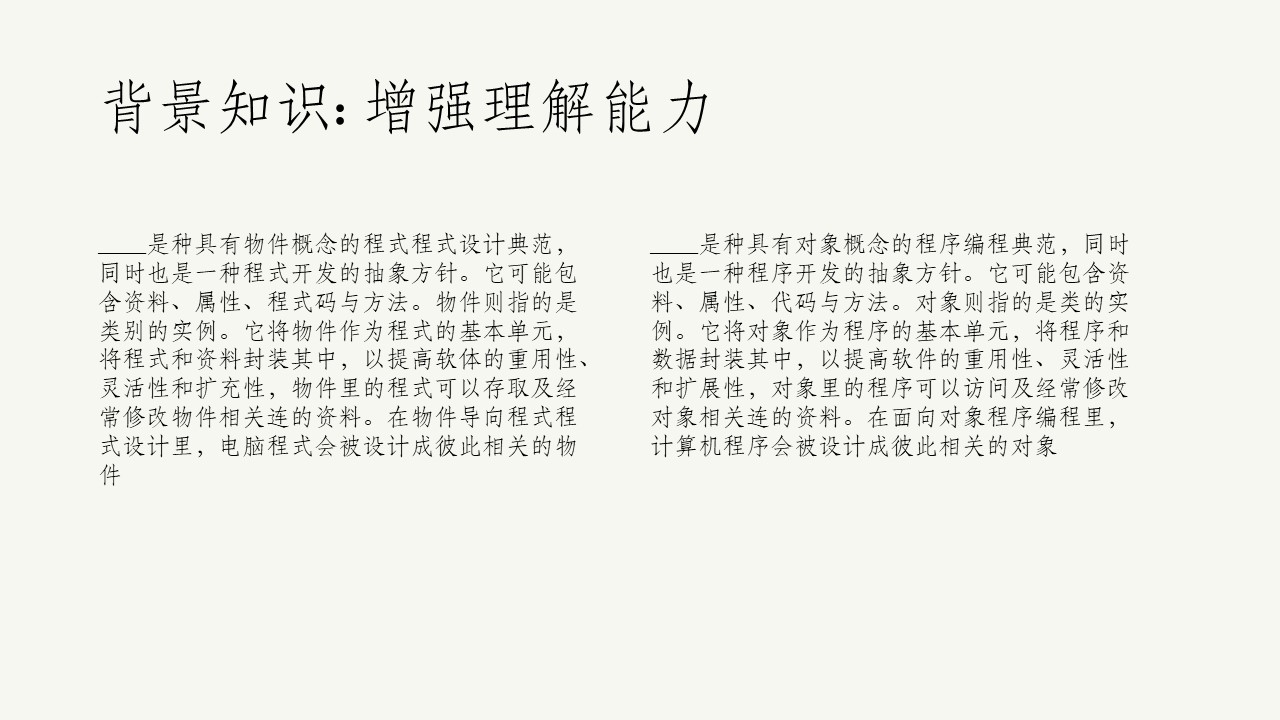 背景知识: 增强理解能力
____是种具有物件概念的程式程式设计典范，
同时也是一种程式开发的抽象方针。它可能包
含资料、属性、程式码与方法。物件则指的是
类别的实例。它将物件作为程式的基本单元，
将程式和资料封装其中，以提高软体的重用性、
灵活性和扩充性，物件里的程式可以存取及经
常修改物件相关连的资料。在物件导向程式程
式设计里，电脑程式会被设计成彼此相关的物
件
____是种具有对象概念的程序编程典范，同时
也是一种程序开发的抽象方针。它可能包含资
料、属性、代码与方法。对象则指的是类的实
例。它将对象作为程序的基本单元，将程序和
数据封装其中，以提高软件的重用性、灵活性
和扩展性，对象里的程序可以访问及经常修改
对象相关连的资料。在面向对象程序编程里，
计算机程序会被设计成彼此相关的对象